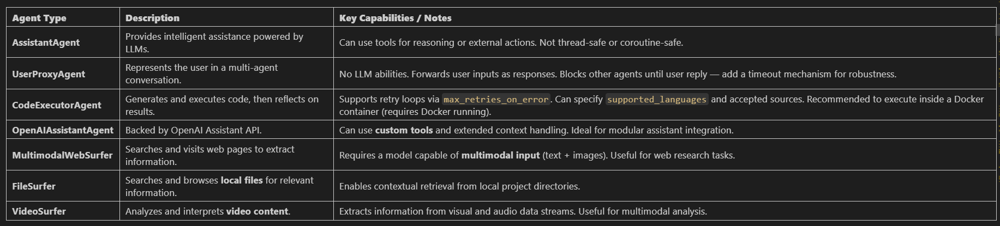 Agent Type Description Key Capabilities / Notes
AssistantAgent Provides intelligent assistance powered by
LLMs. Can use tools for reasoning or external actions. Not thread-safe or coroutine-safe.
UserProxyAgent Represents the user in a multi-agent
conversation. No LLM abilities. Forwards user inputs as responses. Blocks other agents until user reply — add a timeout mechanism for robustness.
CodeExecutorAgent Generates and executes code, then reflects on
results. Supports retry loops via max_retries_on_error. Can specify supported_languages and accepted sources. Recommended to execute inside a Docker
container (requires Docker running).
OpenAIAssistantAgent Backed by OpenAI Assistant API. Can use custom tools and extended context handling. Ideal for modular assistant integration.
MultimodalWebSurfer Searches and visits web pages to extract
information. Requires a model capable of multimodal input (text + images). Useful for web research tasks.
FileSurfer Searches and browses local files for relevant
information. Enables contextual retrieval from local project directories.
VideoSurfer Analyzes and interprets video content. Extracts information from visual and audio data streams. Useful for multimodal analysis.